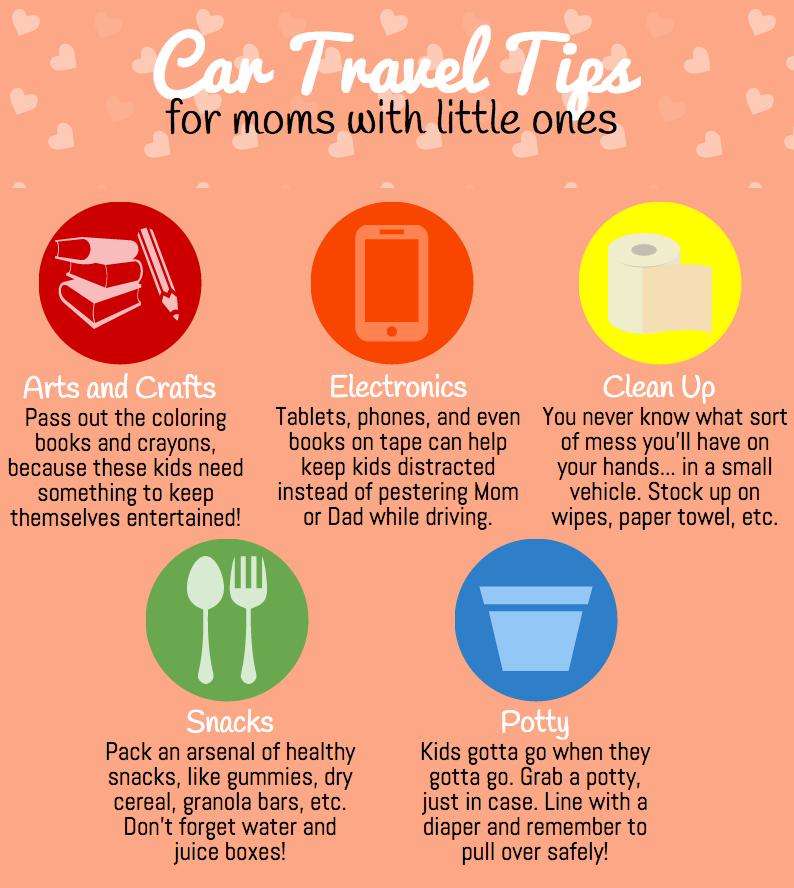 Car Travel Tips
for moms with little ones
Arts and Crafts
Pass out the coloring
books and crayons,
because these kids need
something to keep
themselves entertained!
Electronics
Tablets, phones, and even
books on tape can help
keep kids distracted
instead of pestering Mom
or Dad while driving.
Clean Up
You never know what sort
of mess you'll have on
your hands... in a small
vehicle. Stock up on
wipes, paper towel, etc.
Snacks
Pack an arsenal of healthy
snacks, like gummies, dry
cereal, granola bars, etc.
Don't forget water and
juice boxes!
Potty
Kids gotta go when they
gotta go. Grab a potty,
just in case. Line with a
diaper and remember to
pull over safely!